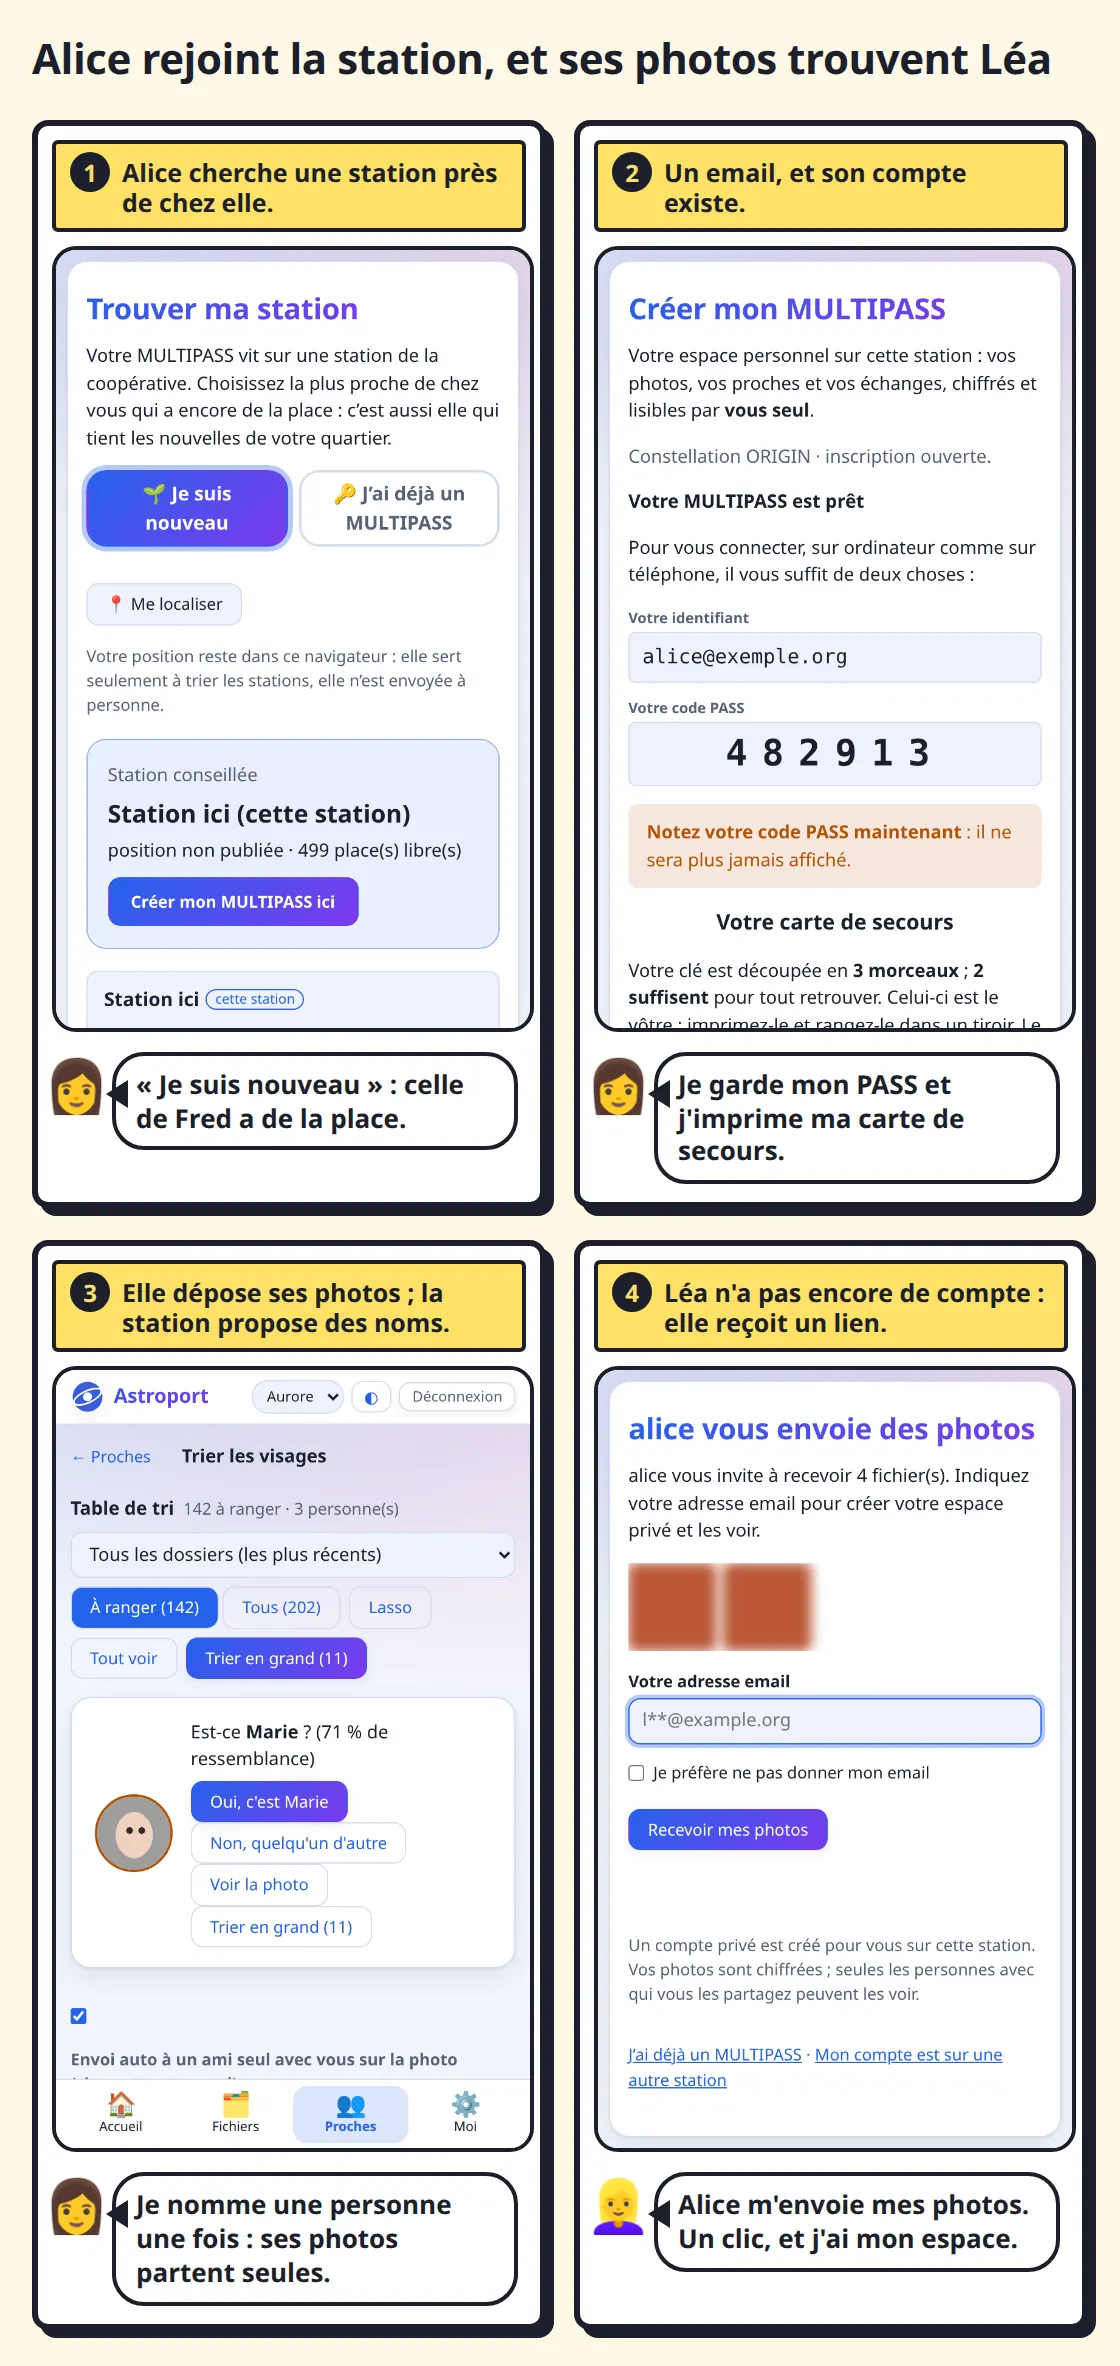 Alice rejoint la station, et ses photos trouvent Léa
1 Alice cherche une station près
de chez elle.
Trouver ma station
Votre MULTIPASS vit sur une station de la
coopérative. Choisissez la plus proche de chez
vous qui a encore de la place : c’est aussi elle qui
tient les nouvelles de votre quartier.
🌱 Je suis
nouveau
🔑 J’ai déjà un
MULTIPASS
📍 Me localiser
Votre position reste dans ce navigateur : elle sert
seulement à trier les stations, elle n’est envoyée à
personne.
Station conseillée
Station ici (cette station)
position non publiée · 499 place(s) libre(s)
Créer mon MULTIPASS ici
Station ici cette station
« Je suis nouveau » : celle
de Fred a de la place.
2 Un email, et son compte
existe.
Créer mon MULTIPASS
Votre espace personnel sur cette station : vos
photos, vos proches et vos échanges, chiffrés et
lisibles par vous seul.
Constellation ORIGIN · inscription ouverte.
Votre MULTIPASS est prêt
Pour vous connecter, sur ordinateur comme sur
téléphone, il vous suffit de deux choses :
Votre identifiant
alice@exemple.org
Votre code PASS
482913
Notez votre code PASS maintenant : il ne
sera plus jamais affiché.
Votre carte de secours
Votre clé est découpée en 3 morceaux ; 2
suffisent pour tout retrouver. Celui-ci est le
vôtre : imprimez-le et rangez-le dans un tiroir. Le
Je garde mon PASS et
j'imprime ma carte de
secours.
3 Elle dépose ses photos ; la
station propose des noms.
Astroport
Aurore
Déconnexion
← Proches
Trier les visages
Table de tri 142 à ranger · 3 personne(s)
Tous les dossiers (les plus récents)
À ranger (142)
Tous (202)
Lasso
Tout voir
Trier en grand (11)
Est-ce Marie ? (71 % de
ressemblance)
Oui, c'est Marie
Non, quelqu'un d'autre
Voir la photo
Trier en grand (11)
Envoi auto à un ami seul avec vous sur la photo
Accueil
Fichiers
Proches
Moi
Je nomme une personne
une fois : ses photos
partent seules.
4 Léa n'a pas encore de compte :
elle reçoit un lien.
alice vous envoie des photos
alice vous invite à recevoir 4 fichier(s). Indiquez
votre adresse email pour créer votre espace
privé et les voir.
Votre adresse email
l**@example.org
Je préfère ne pas donner mon email
Recevoir mes photos
Un compte privé est créé pour vous sur cette station.
Vos photos sont chiffrées ; seules les personnes avec
qui vous les partagez peuvent les voir.
J’ai déjà un MULTIPASS · Mon compte est sur une
autre station
Alice m'envoie mes photos.
Un clic, et j'ai mon espace.